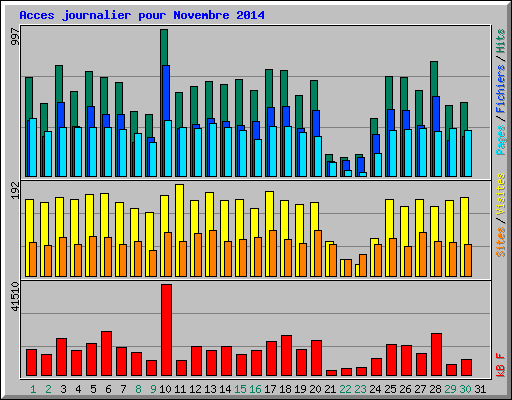 Acces journalier pour Novembre 2014
997
Pages / Fichiers / Hits
192
Sites / Visites
41510
kB F
1 2 3 4 5 6 7 8 9 10 11 12 13 14 15 16 17 18 19 20 21 22 23 24 25 26 27 28 29 30 31